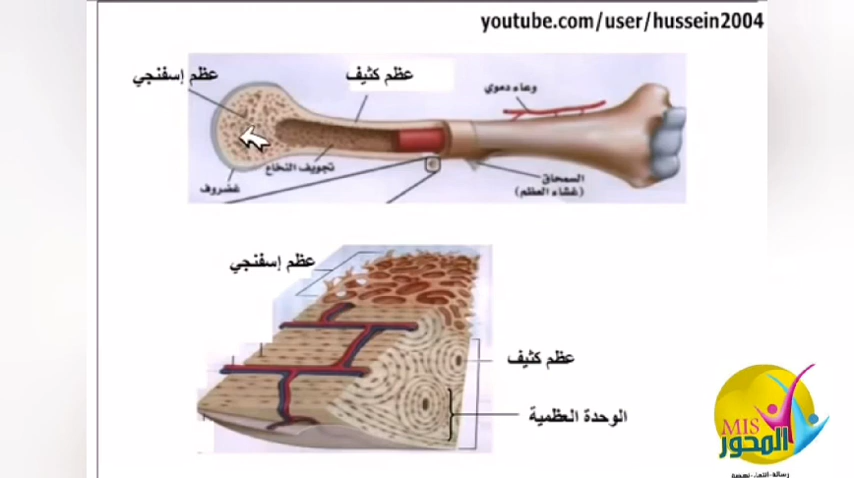 youtube.com/user/hussein2004
عظم إسفنجي
عظم كثيف
وعاء دموي
تجويف النخاع
غضروف
السمحاق
(غشاء العظم)
عظم إسفنجي
عظم كثيف
الوحدة العظمية
MIS
المحور